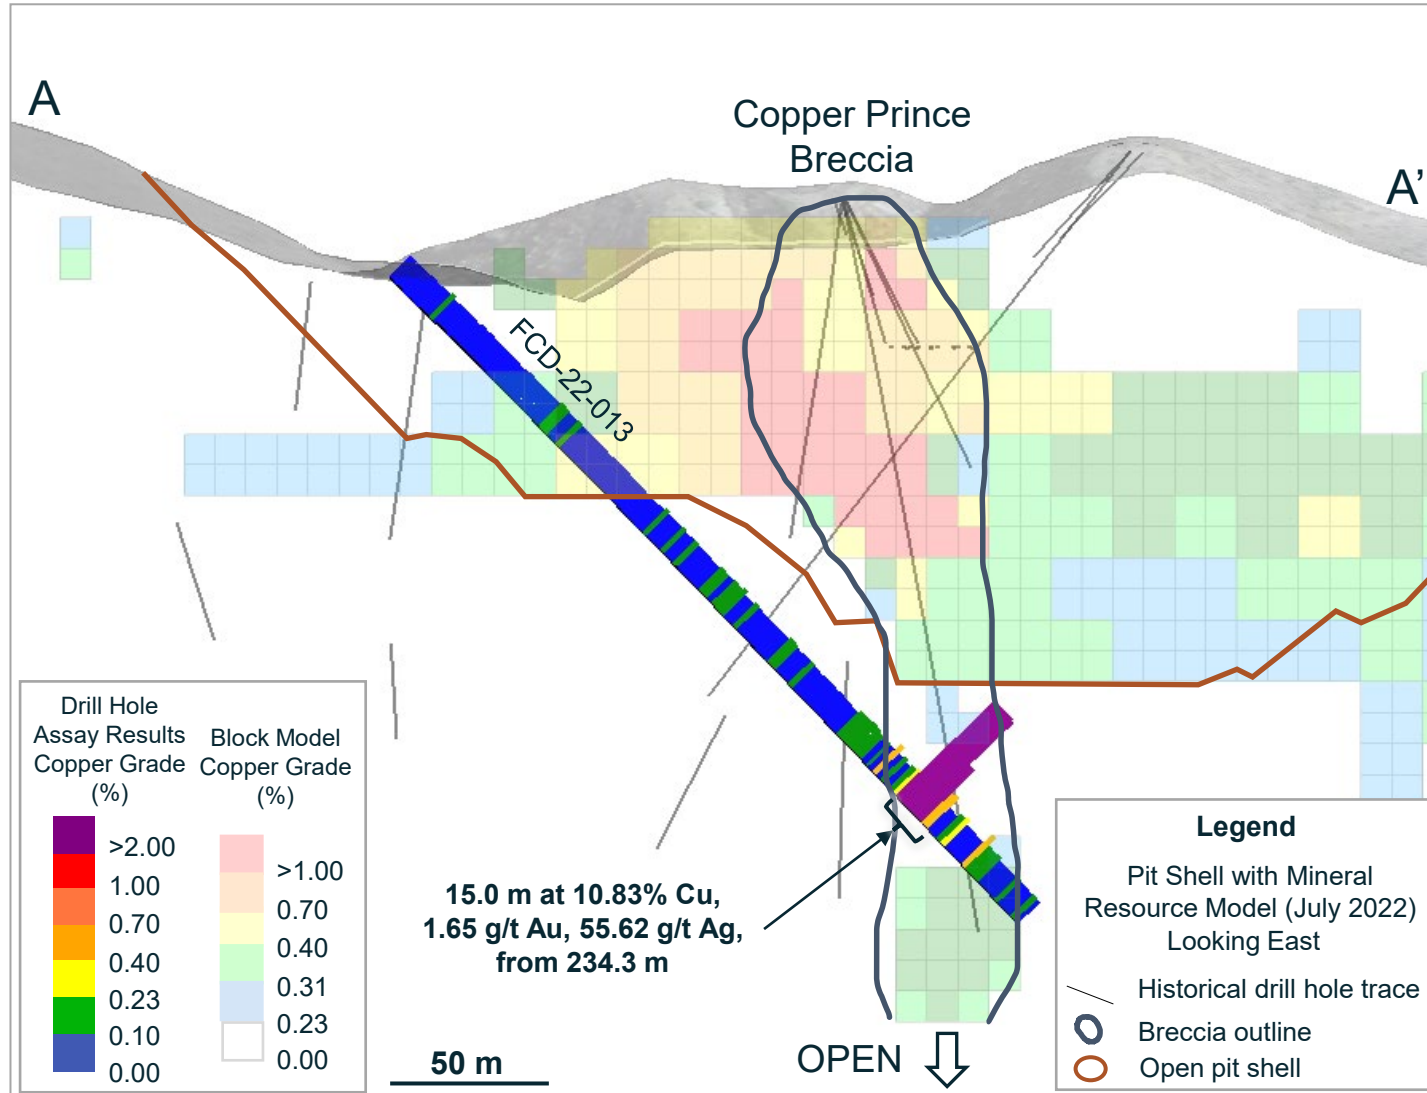 A
Copper Prince
Breccia
A'
FCD-22-013
Drill Hole
Assay Results
Copper Grade
(%)
>2.00
1.00
0.70
0.40
0.23
0.10
0.00
Block Model
Copper Grade
(%)
>1.00
0.70
0.40
0.31
0.23
0.00
15.0 m at 10.83% Cu,
1.65 g/t Au, 55.62 g/t Ag,
from 234.3 m
50 m
OPEN
Legend
Pit Shell with Mineral
Resource Model (July 2022)
Looking East
Historical drill hole trace
Breccia outline
Open pit shell